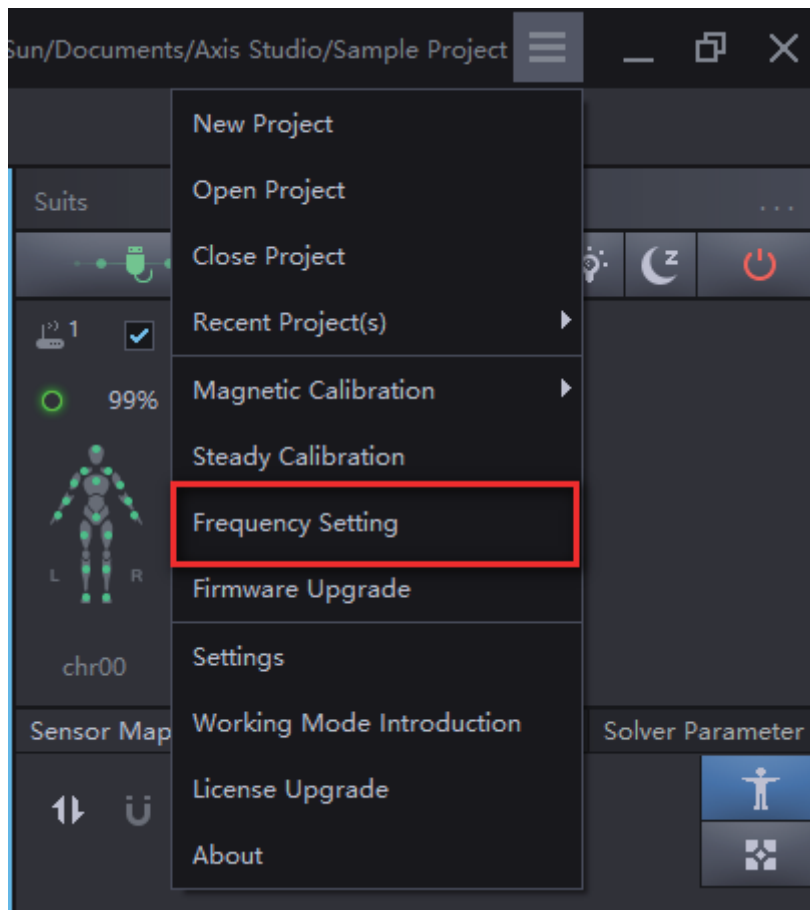 Sun/Documents/Axis Studio/Sample Project
New Project
Open Project
Close Project
Recent Project(s)
Magnetic Calibration
Steady Calibration
Frequency Setting
Firmware Upgrade
Settings
Working Mode Introduction
License Upgrade
About
Suits
...
z
1
99%
L R
chr00
Sensor Map
Solver Parameter